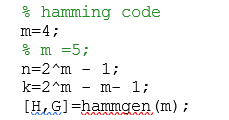 % hamming code
m=4;
% m =5;
n=2^m - 1;
k=2^m - m- 1;
[H,G]=hammgen(m);